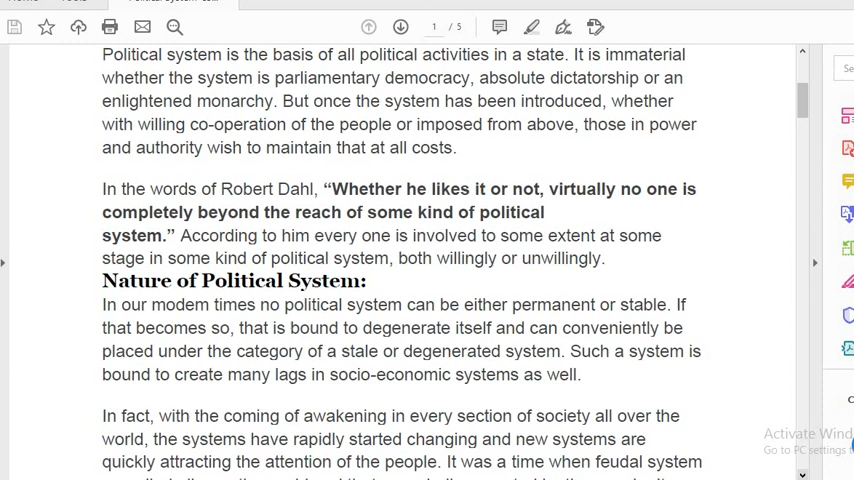 1 / 5
Political system is the basis of all political activities in a state. It is immaterial
whether the system is parliamentary democracy, absolute dictatorship or an
enlightened monarchy. But once the system has been introduced, whether
with willing co-operation of the people or imposed from above, those in power
and authority wish to maintain that at all costs.
In the words of Robert Dahl, “Whether he likes it or not, virtually no one is
completely beyond the reach of some kind of political
system.” According to him every one is involved to some extent at some
stage in some kind of political system, both willingly or unwillingly.
Nature of Political System:
In our modem times no political system can be either permanent or stable. If
that becomes so, that is bound to degenerate itself and can conveniently be
placed under the category of a stale or degenerated system. Such a system is
bound to create many lags in socio-economic systems as well.
In fact, with the coming of awakening in every section of society all over the
world, the systems have rapidly started changing and new systems are
quickly attracting the attention of the people. It was a time when feudal system
Se
Activate Wind
Go to PC settings